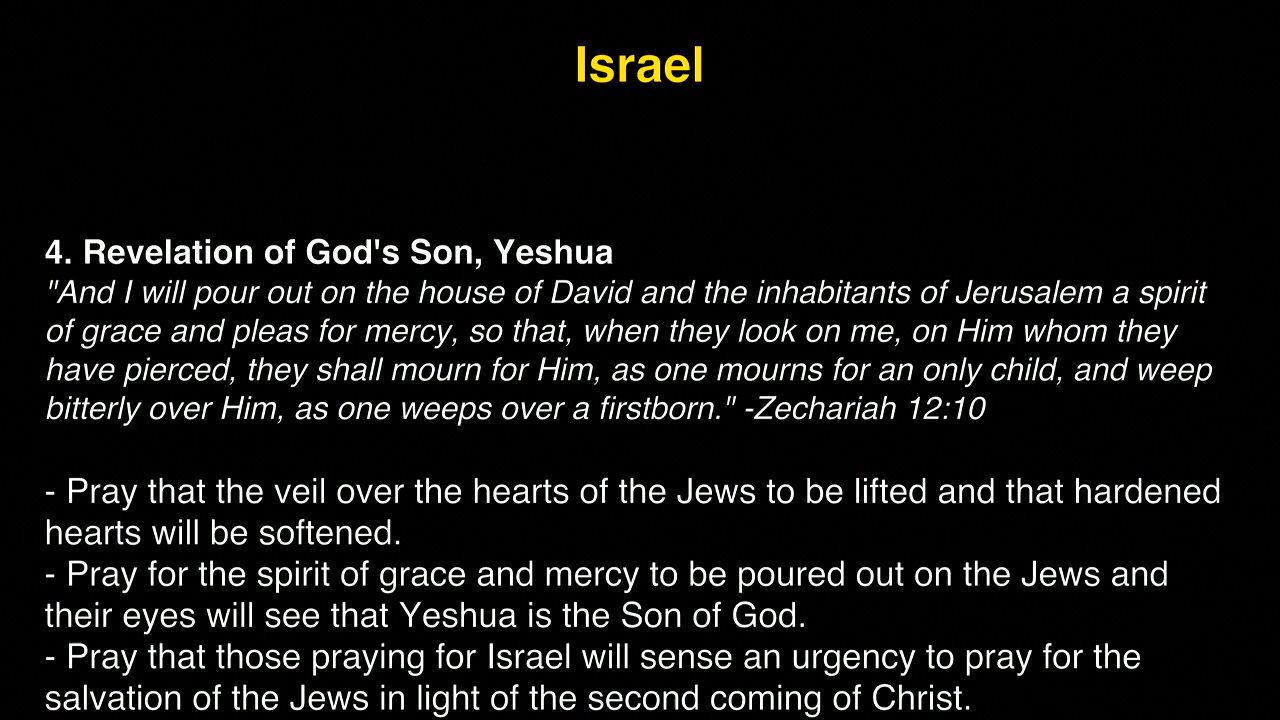 Israel
4. Revelation of God's Son, Yeshua
"And I will pour out on the house of David and the inhabitants of Jerusalem a spirit
of grace and pleas for mercy, so that, when they look on me, on Him whom they
have pierced, they shall mourn for Him, as one mourns for an only child, and weep
bitterly over Him, as one weeps over a firstborn." -Zechariah 12:10
- Pray that the veil over the hearts of the Jews to be lifted and that hardened
hearts will be softened.
- Pray for the spirit of grace and mercy to be poured out on the Jews and
their eyes will see that Yeshua is the Son of God.
- Pray that those praying for Israel will sense an urgency to pray for the
salvation of the Jews in light of the second coming of Christ.